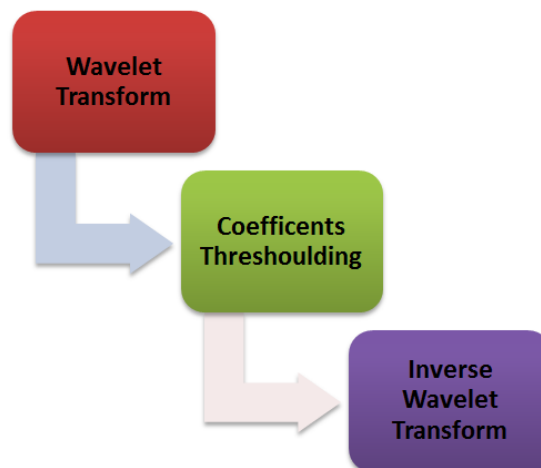 Wavelet
Transform
Coefficents
Threshoulding
Inverse
Wavelet
Transform